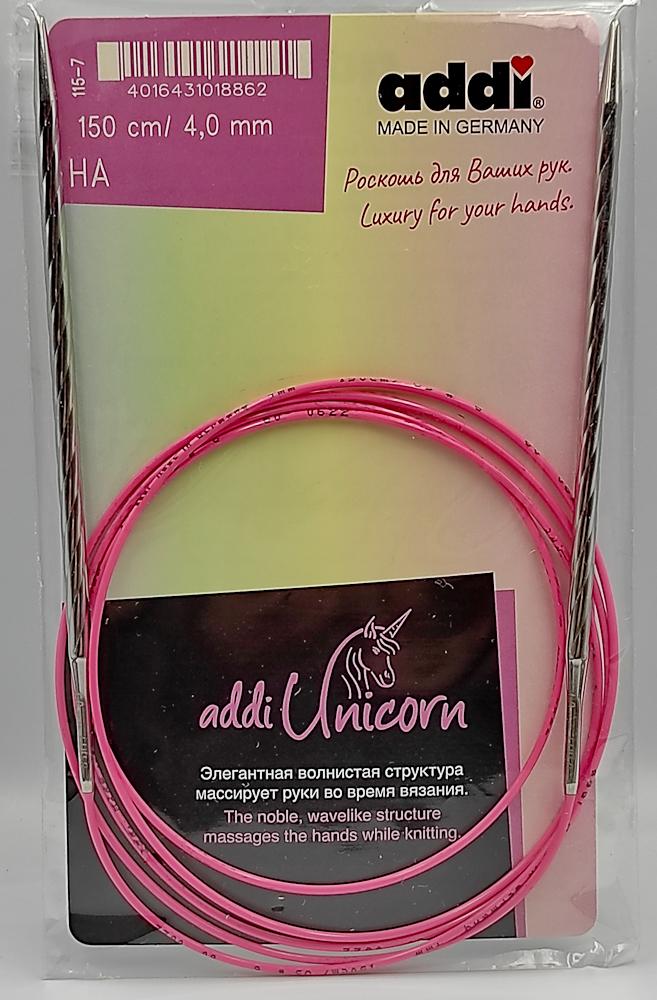 115-7
4016431018862
150 cm/ 4,0 mm
HA
addi®
MADE IN GERMANY
Роскошь для Ваших рук.
Luxury for your hands.
0622
addi Unicorn
Элегантная волнистая структура
массирует руки во время вязания.
The noble, wavelike structure
massages the hands while knitting.